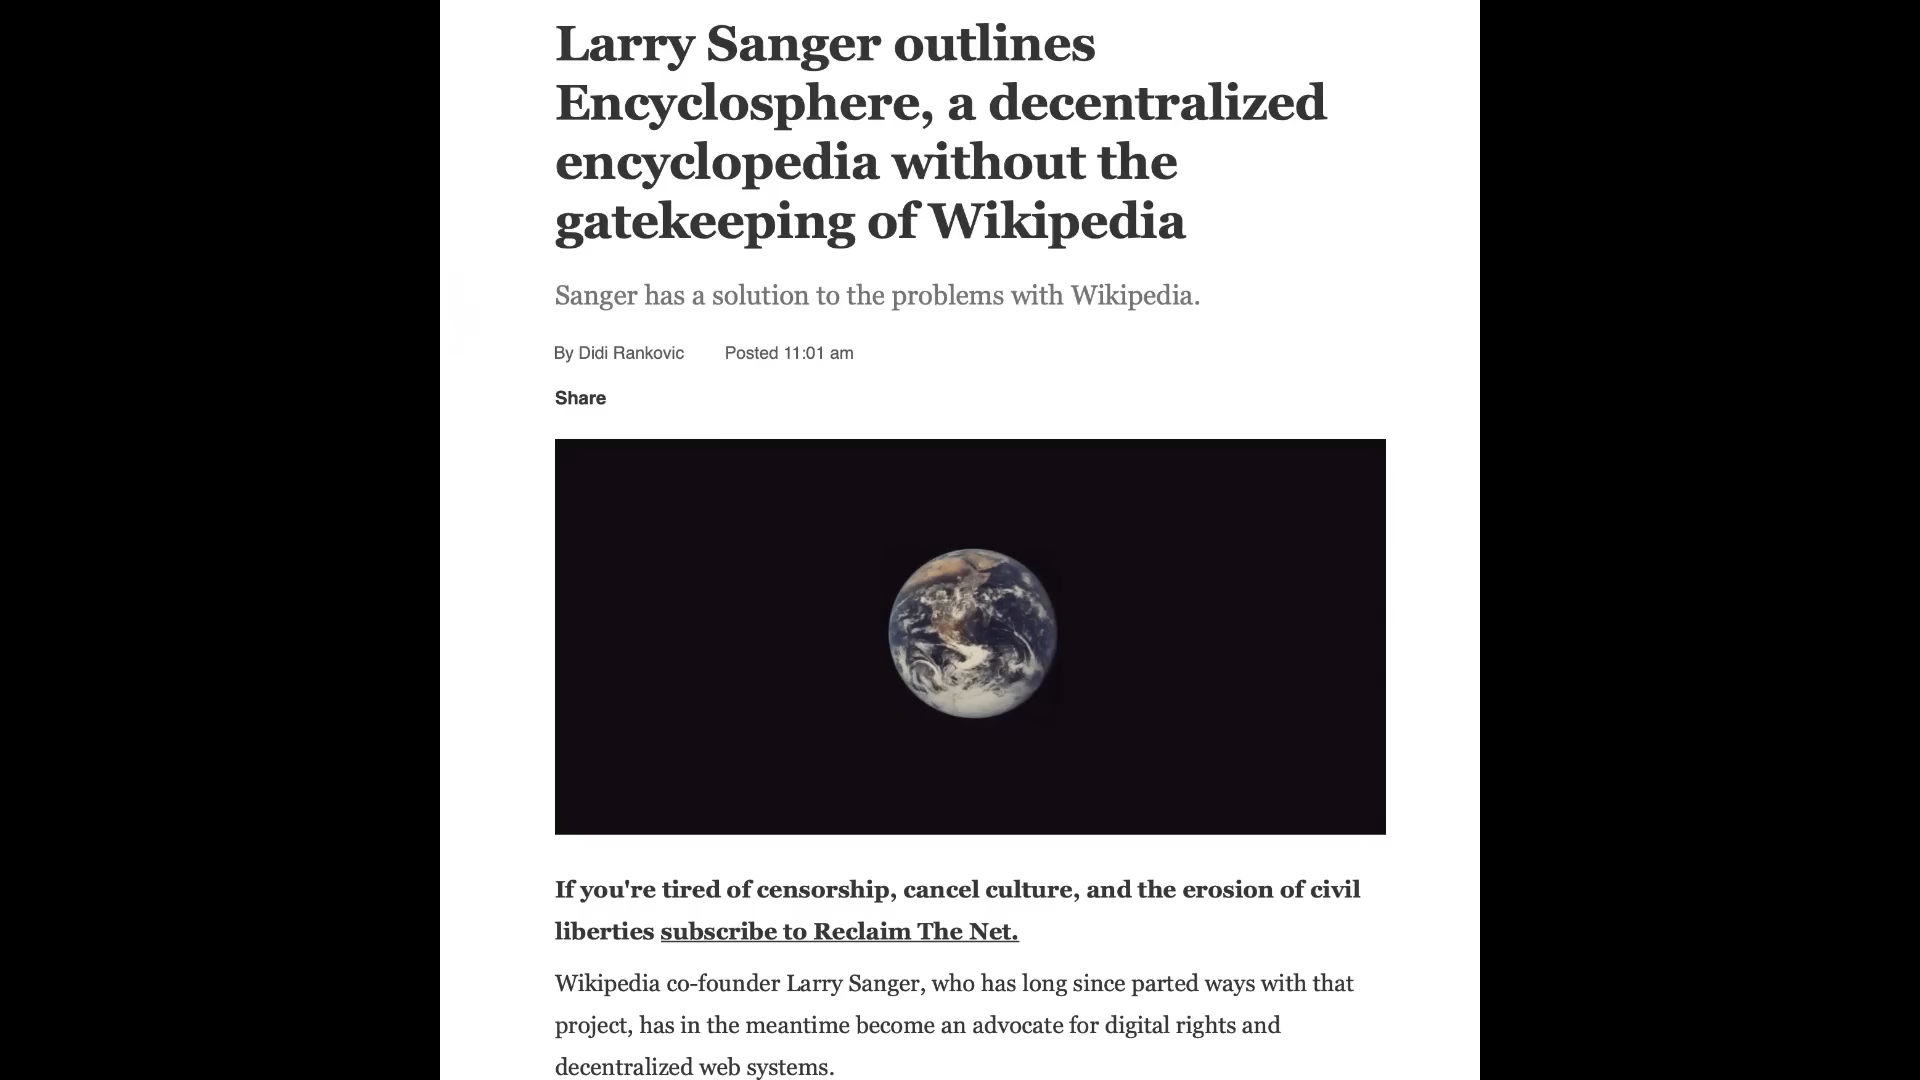 Larry Sanger outlines
Encyclosphere, a decentralized
encyclopedia without the
gatekeeping of Wikipedia
Sanger has a solution to the problems with Wikipedia.
By Didi Rankovic Posted 11:01 am
Share
If you're tired of censorship, cancel culture, and the erosion of civil
liberties subscribe to Reclaim The Net.
Wikipedia co-founder Larry Sanger, who has long since parted ways with that
project, has in the meantime become an advocate for digital rights and
decentralized web systems.